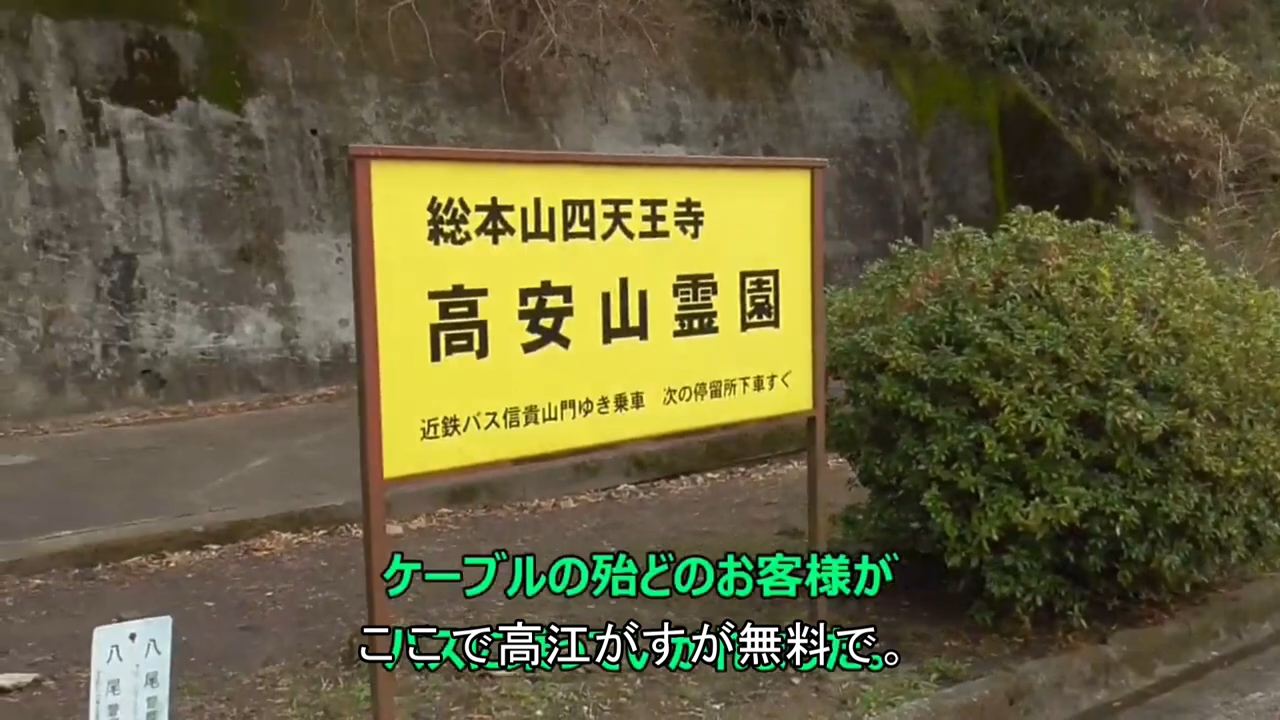 総本山四天王寺
高安山霊園
近鉄バス信貴山門ゆき乗車 次の停留所下車すぐ
八尾
八尾
ケーブルの殆どのお客様が
ここで高江がすが無料で。